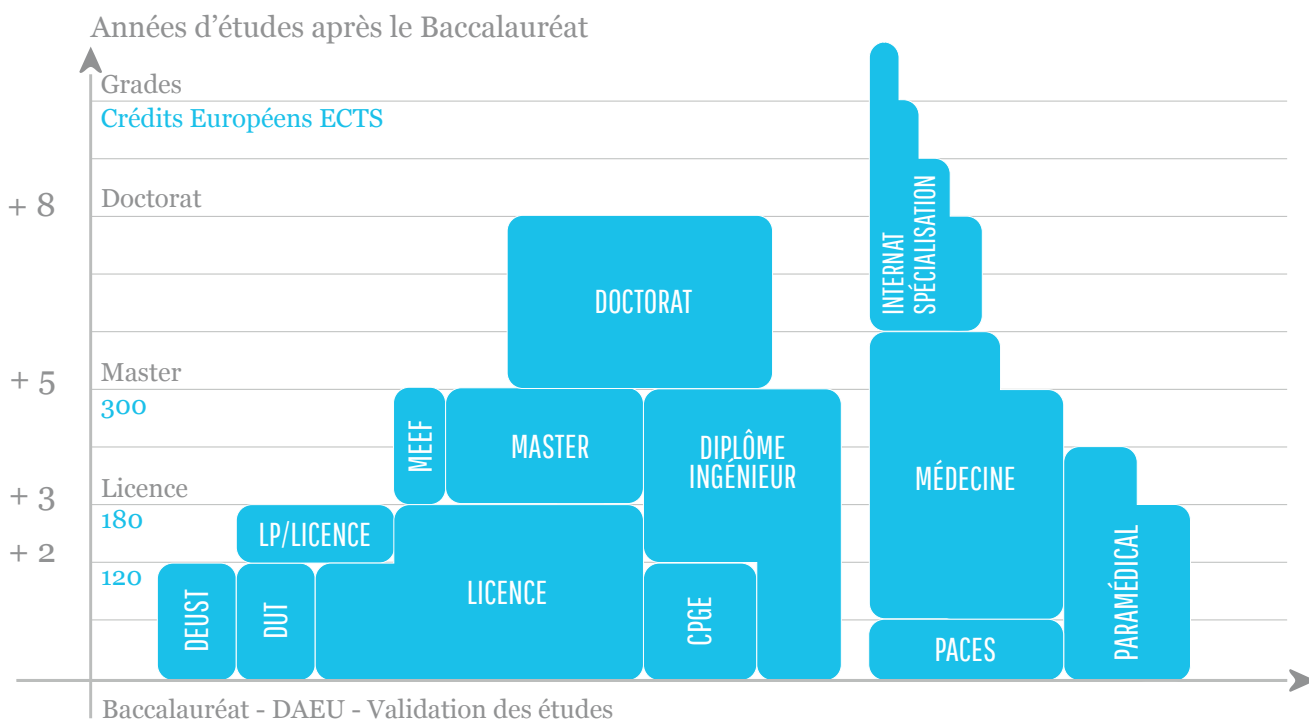 Années d'études après le Baccalauréat
Grades
Crédits Européens ECTS
+ 8
Doctorat
INTERNAT
SPÉCIALISATION
DOCTORAT
+ 5
Master
300
MEEF
MASTER
DIPLÔME
INGÉNIEUR
MÉDECINE
+ 3
Licence
180
LP/LICENCE
+ 2
120
DEUST
DUT
LICENCE
CPGE
PACES
PARAMÉDICAL
Baccalauréat - DAEU - Validation des études